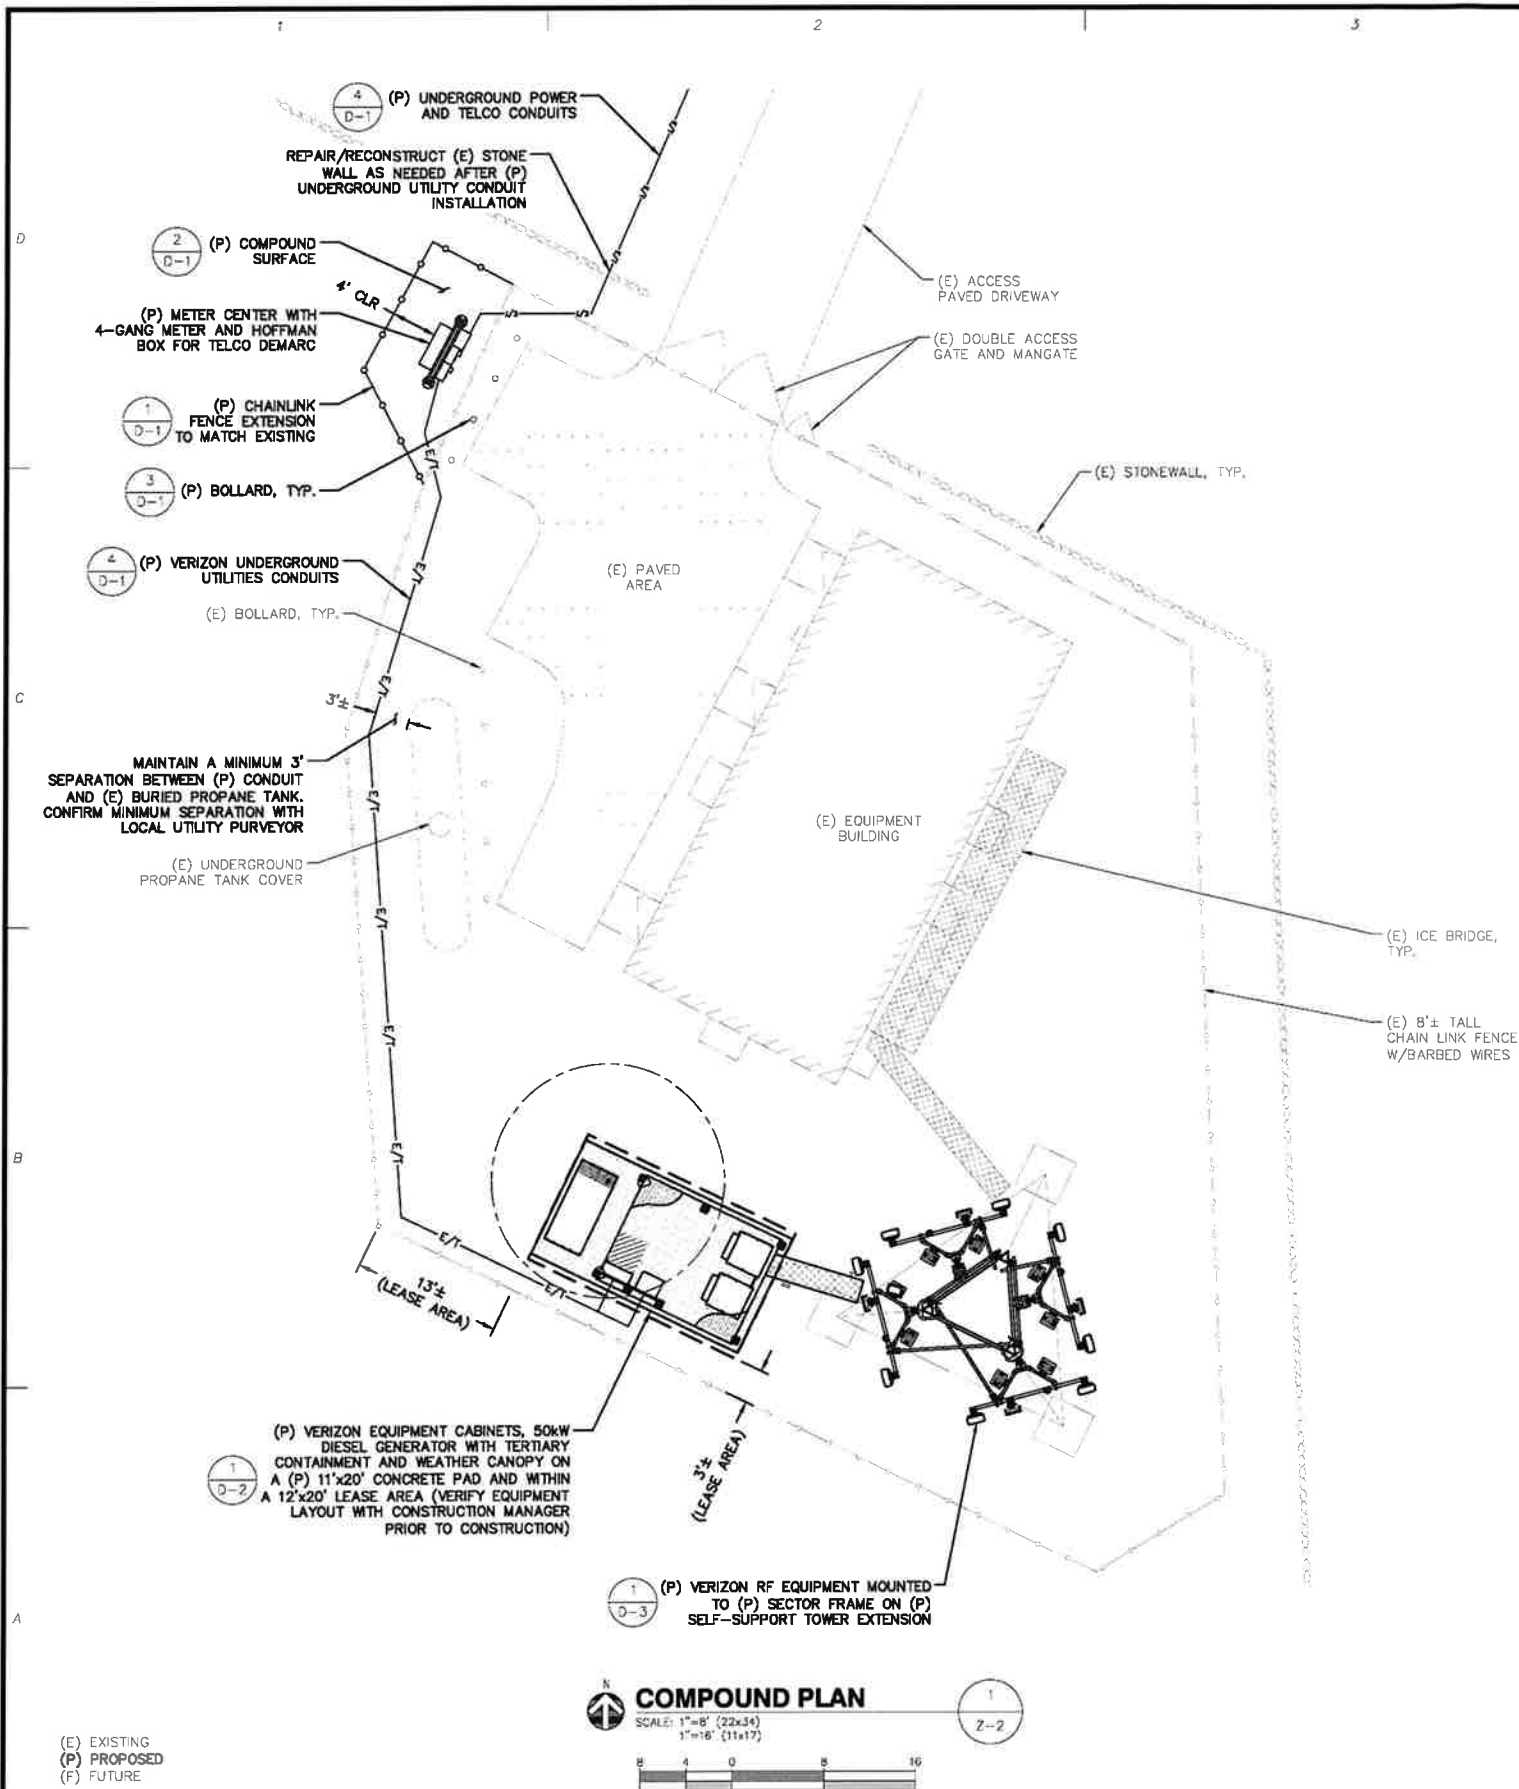 1
2
3
4
D-1
(P) UNDERGROUND POWER
AND TELCO CONDUITS
REPAIR/RECONSTRUCT (E) STONE
WALL AS NEEDED AFTER (P)
UNDERGROUND UTILITY CONDUIT
INSTALLATION
D
2
D-1
(P) COMPOUND
SURFACE
4' CLR
(P) METER CENTER WITH
4-GANG METER AND HOFFMAN
BOX FOR TELCO DEMARC
(E) ACCESS
PAVED DRIVEWAY
(E) DOUBLE ACCESS
GATE AND MANGATE
1
D-1
(P) CHAINLINK
FENCE EXTENSION
TO MATCH EXISTING
3
D-1
(P) BOLLARD, TYP.
(E) STONEWALL, TYP.
E/T
4
D-1
(P) VERIZON UNDERGROUND
UTILITIES CONDUITS
E/T
(E) PAVED
AREA
(E) BOLLARD, TYP.
E/T
C
3'±
MAINTAIN A MINIMUM 3'
SEPARATION BETWEEN (P) CONDUIT
AND (E) BURIED PROPANE TANK.
CONFIRM MINIMUM SEPARATION WITH
LOCAL UTILITY PURVEYOR
E/T
(E) EQUIPMENT
BUILDING
(E) UNDERGROUND
PROPANE TANK COVER
E/T
(E) ICE BRIDGE,
TYP.
(E) 8'± TALL
CHAIN LINK FENCE
W/BARBED WIRES
E/T
B
E/T
E/T
E/T
13'±
(LEASE AREA)
(P) VERIZON EQUIPMENT CABINETS, 50kW
DIESEL GENERATOR WITH TERTIARY
CONTAINMENT AND WEATHER CANOPY ON
A (P) 11'x20' CONCRETE PAD AND WITHIN
A 12'x20' LEASE AREA (VERIFY EQUIPMENT
LAYOUT WITH CONSTRUCTION MANAGER
PRIOR TO CONSTRUCTION)
1
D-2
3'±
(LEASE AREA)
1
D-3
(P) VERIZON RF EQUIPMENT MOUNTED
TO (P) SECTOR FRAME ON (P)
SELF-SUPPORT TOWER EXTENSION
A
N
COMPOUND PLAN
SCALE: 1"=8' (22x34)
1"=16' (11x17)
1
Z-2
(E) EXISTING
(P) PROPOSED
(F) FUTURE
8 4 0 8 16